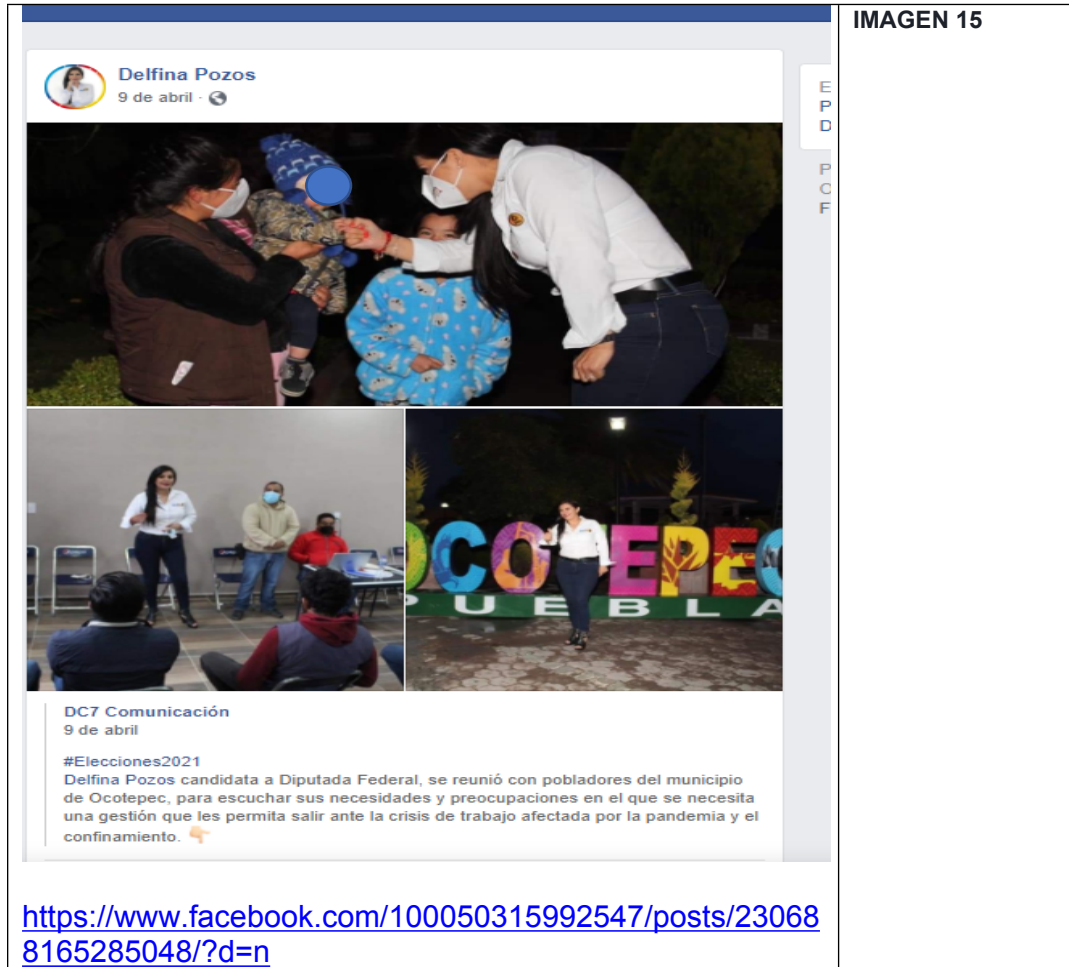 IMAGEN 15
Delfina Pozos
9 de abril ·
E
P
D
P
C
F
OCOTEPEC
PUEBLA
DC7 Comunicación
9 de abril
#Elecciones2021
Delfina Pozos candidata a Diputada Federal, se reunió con pobladores del municipio
de Ocotepec, para escuchar sus necesidades y preocupaciones en el que se necesita
una gestión que les permita salir ante la crisis de trabajo afectada por la pandemia y el
confinamiento.
https://www.facebook.com/100050315992547/posts/23068
8165285048/?d=n